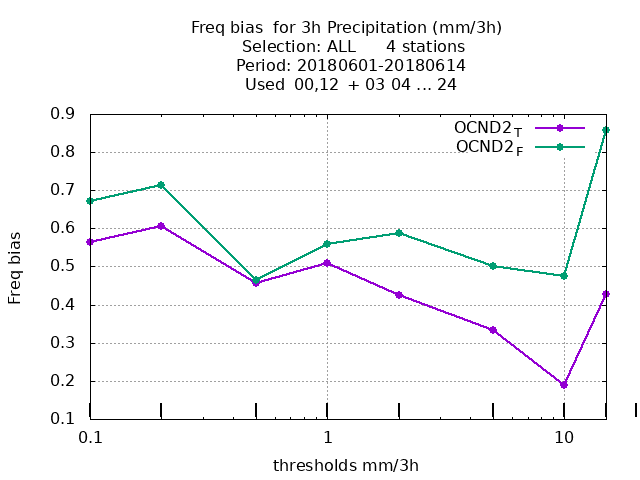 Freq bias  for 3h Precipitation (mm/3h)
Selection: ALL      4 stations
Period: 20180601-20180614
Used  00,12  + 03 04 ... 24
OCND2T
OCND2F
0.9
0.8
0.7
0.6
0.5
0.4
0.3
0.2
0.1
Freq bias
0.1 1 10
thresholds mm/3h